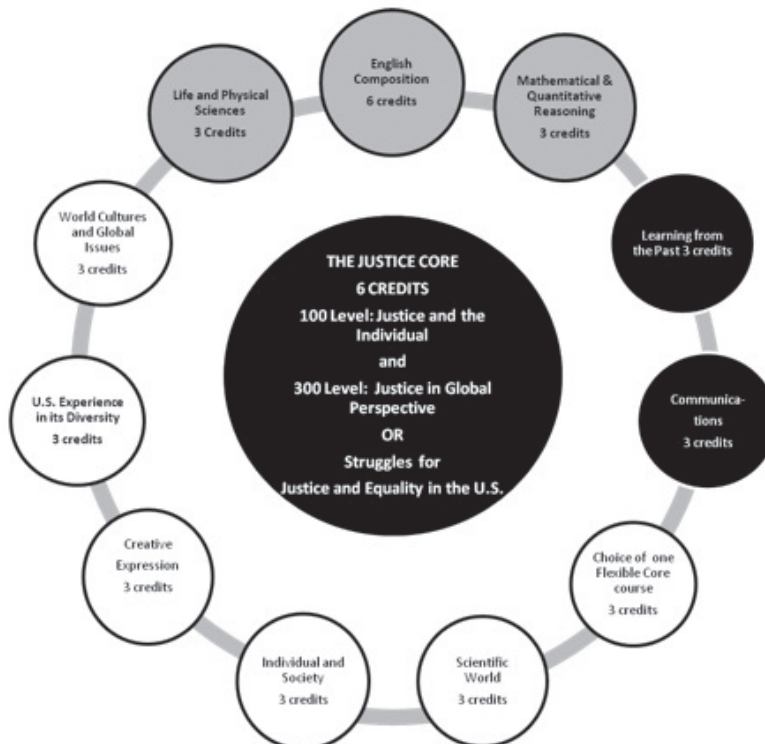 English
Composition
6 credits
Mathematical &
Quantitative
Reasoning
3 credits
Learning from
the Past 3 credits
Communica-
tions
3 credits
Choice of one
Flexible Core
course
3 credits
Scientific
World
3 credits
Individual and
Society
3 credits
Creative
Expression
3 credits
U.S. Experience
in its Diversity
3 credits
World Cultures
and Global
Issues
3 credits
Life and Physical
Sciences
3 Credits
THE JUSTICE CORE
6 CREDITS
100 Level: Justice and the
Individual
and
300 Level: Justice in Global
Perspective
OR
Struggles for
Justice and Equality in the U.S.